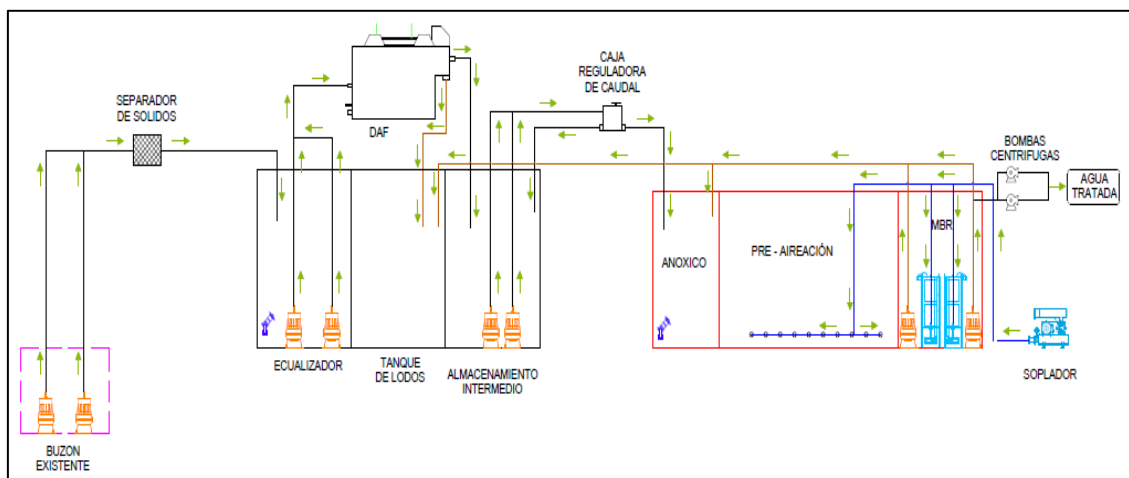 SEPARADOR
DE SOLIDOS
DAF
CAJA
REGULADORA
DE CAUDAL
BOMBAS
CENTRIFUGAS
AGUA
TRATADA
ANOXICO
PRE - AIREACIÓN
MBR
ECUALIZADOR
TANQUE
DE LODOS
ALMACENAMIENTO
INTERMEDIO
SOPLADOR
BUZON
EXISTENTE